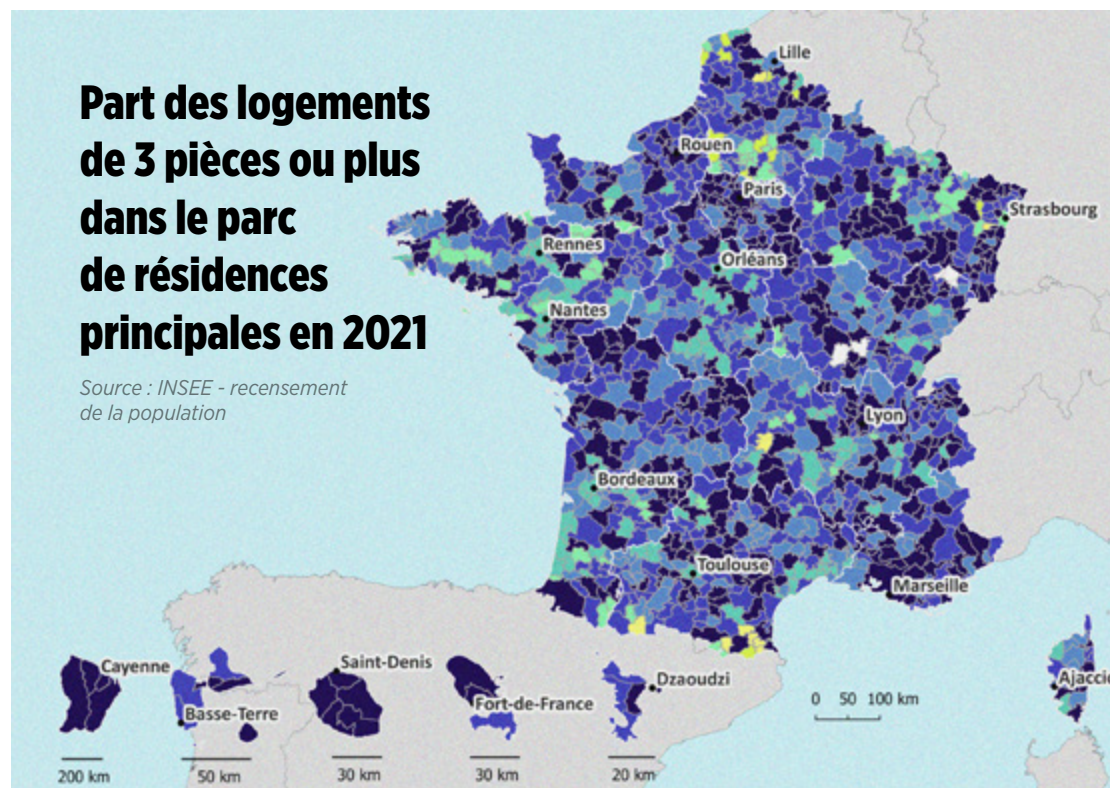 Part des logements
de 3 pièces ou plus
dans le parc
de résidences
principales en 2021
Source : INSEE - recensement
de la population
Lille
Rouen
Paris
Strasbourg
Rennes
Orléans
Nantes
Lyon
Bordeaux
Toulouse
Marseille
Cayenne
Basse-Terre
Saint-Denis
Fort-de-France
Dzaoudzi
Ajaccio
0 50 100 km
200 km
50 km
30 km
30 km
20 km